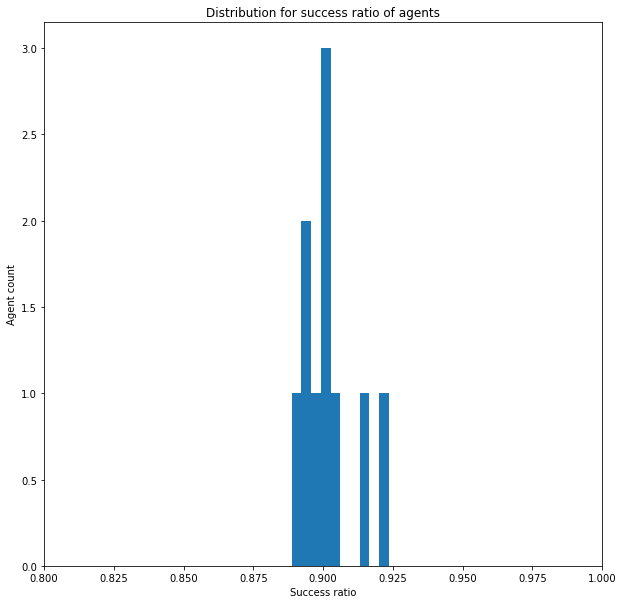 Distribution for success ratio of agents
Agent count
3.0
2.5
2.0
1.5
1.0
0.5
0.0
0.800 0.825 0.850 0.875 0.900 0.925 0.950 0.975 1.000
Success ratio